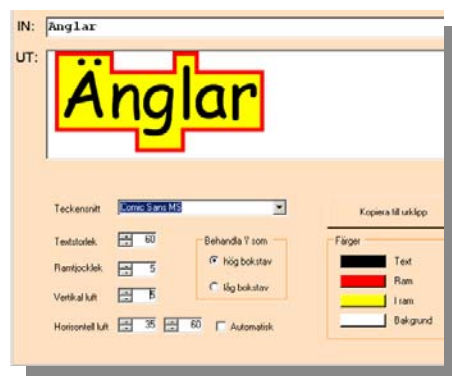 IN: Änglar
UT: Änglar
Teckensnitt Comic Sans MS
Kopiera till urklipp
Textstorlek 60
Behandla ? som
Färger
Ramtjocklek 5
hög bokstav
Text
Ram
Vertikal luft 5
låg bokstav
I ram
Horisontell luft 35 60
Automatisk
Bakgrund